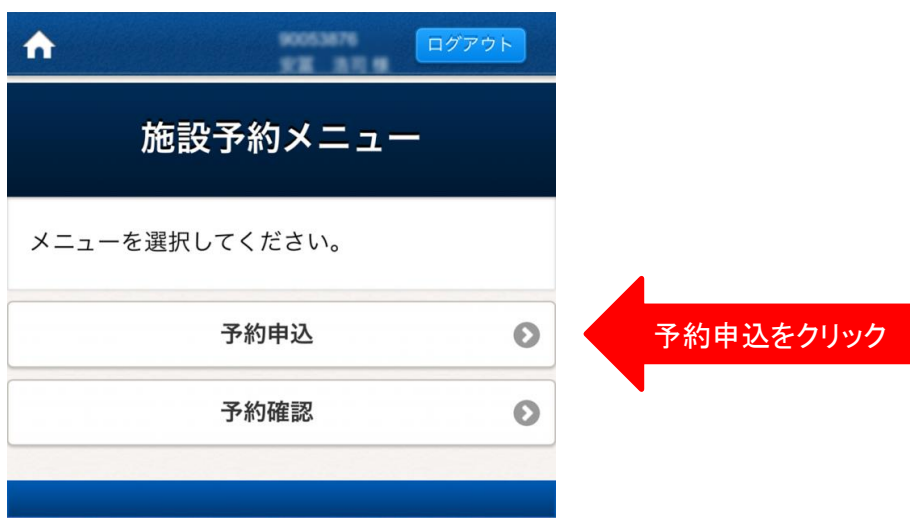 ログアウト
施設予約メニュー
メニューを選択してください。
予約申込
予約申込をクリック
予約確認